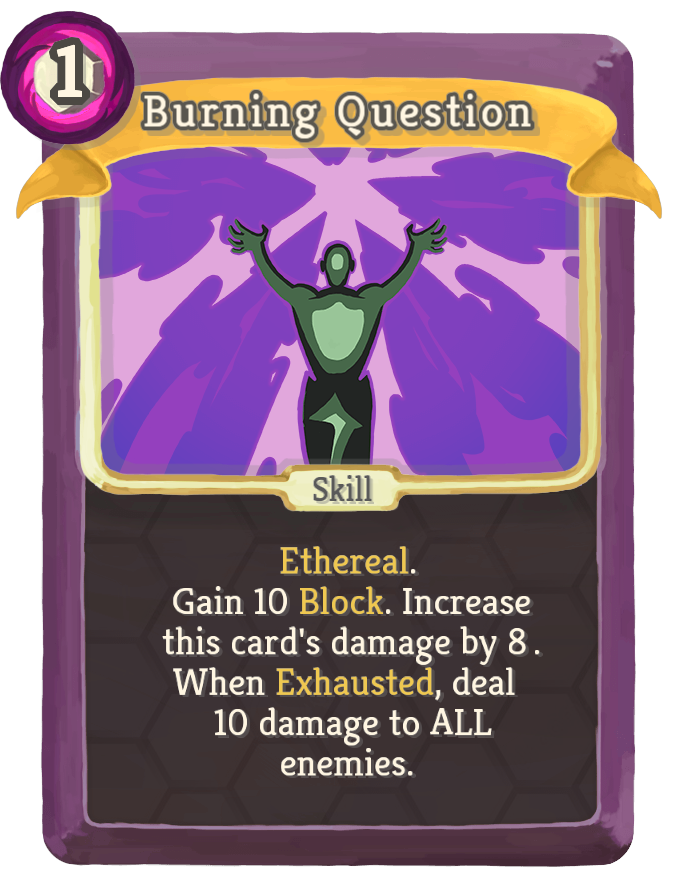 1
Burning Question
Skill
Ethereal.
Gain 10 Block. Increase
this card's damage by 8 .
When Exhausted, deal
10 damage to ALL
enemies.